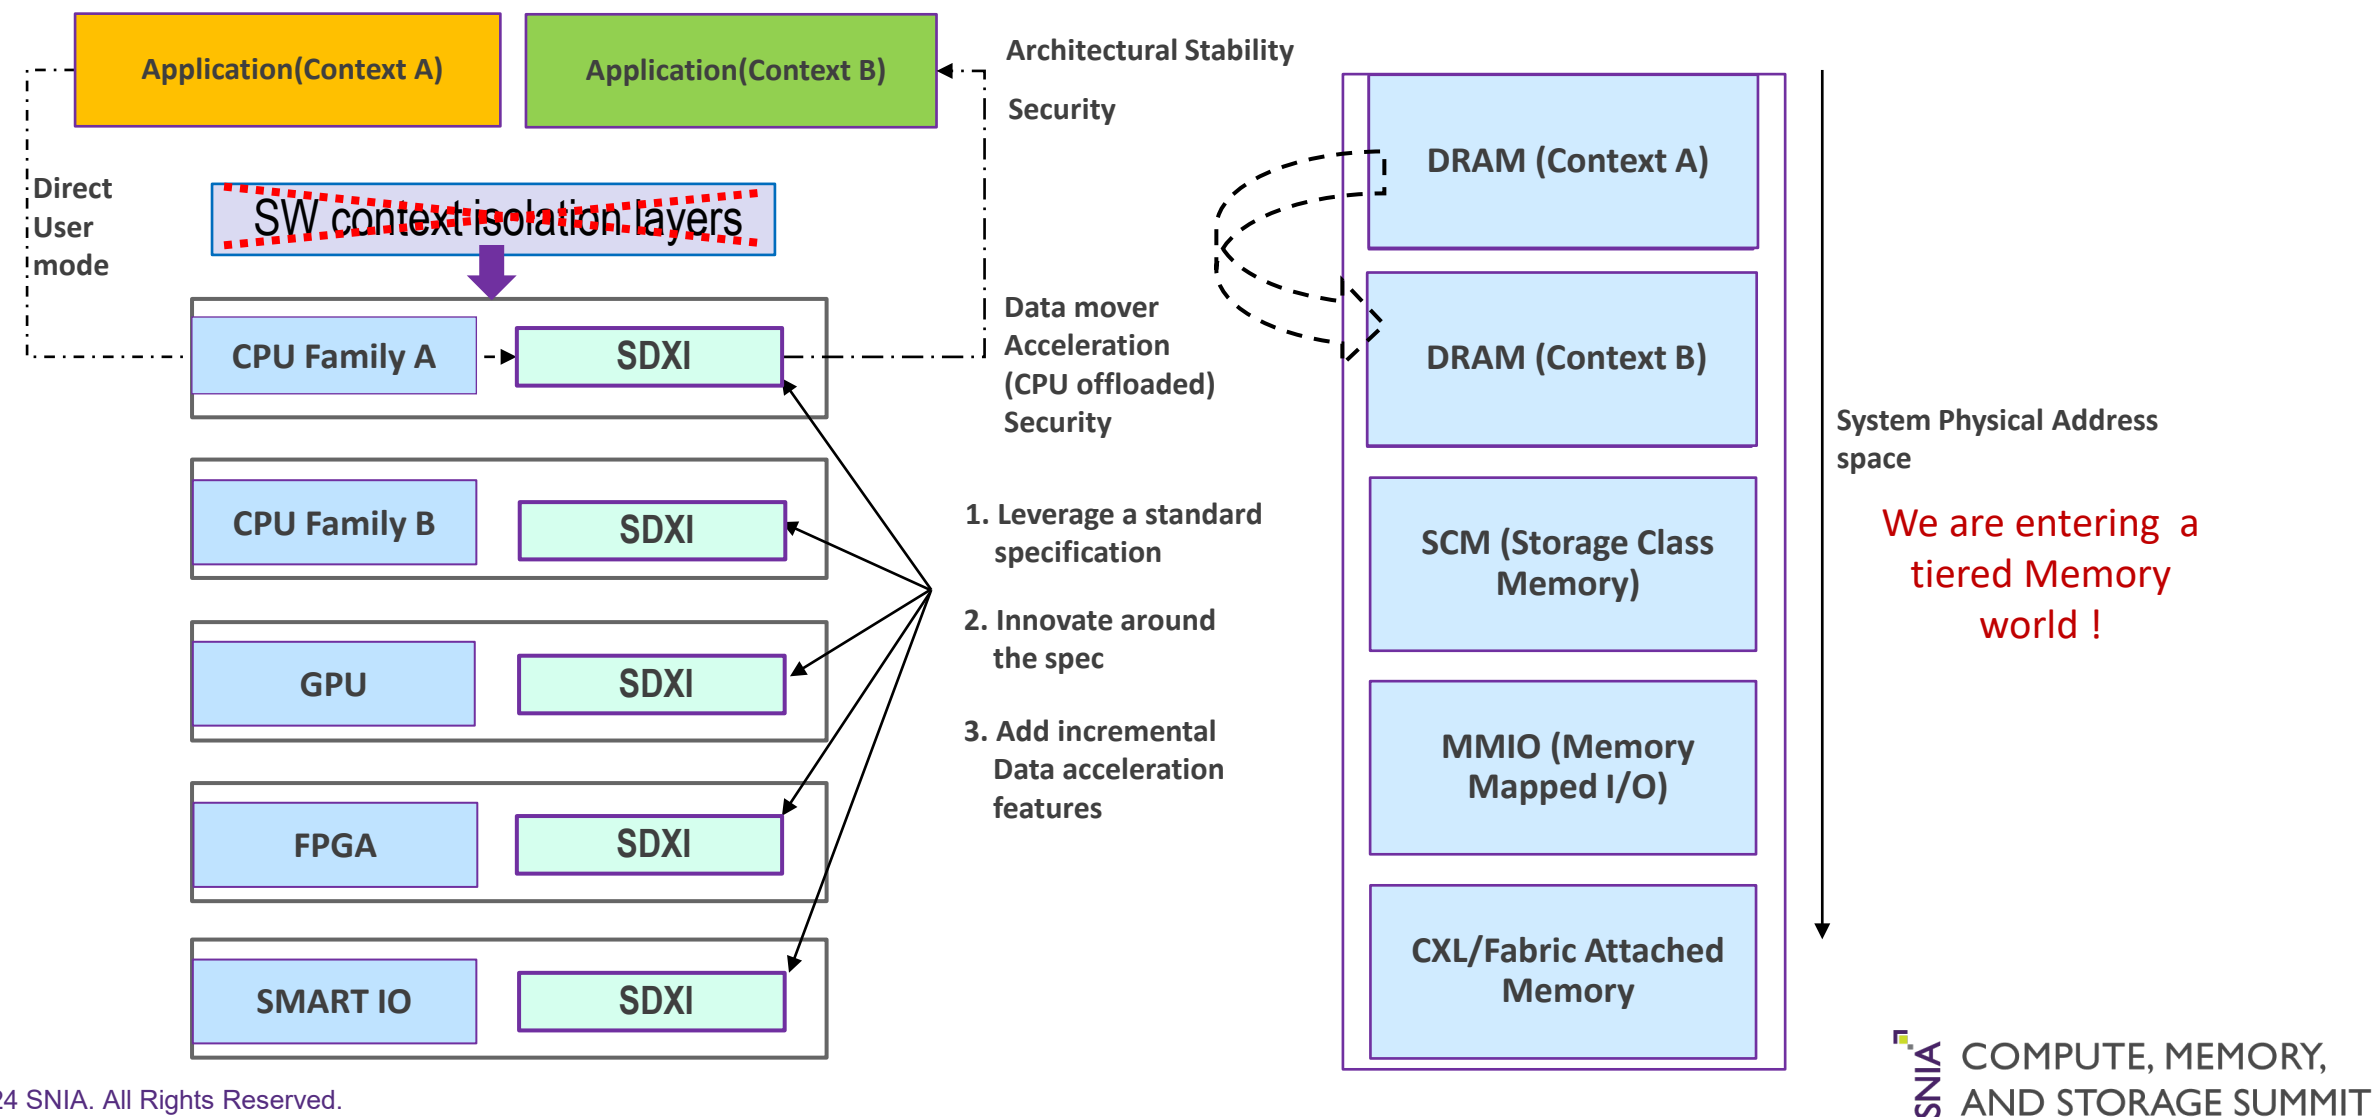 Application(Context A)
Application(Context B)
Architectural Stability
Security
Direct
User
mode
SW context isolation layers
CPU Family A
SDXI
CPU Family B
SDXI
GPU
SDXI
FPGA
SDXI
SMART IO
SDXI
Data mover
Acceleration
(CPU offloaded)
Security
1. Leverage a standard
specification
2. Innovate around
the spec
3. Add incremental
Data acceleration
features
DRAM (Context A)
DRAM (Context B)
SCM (Storage Class
Memory)
MMIO (Memory
Mapped I/O)
CXL/Fabric Attached
Memory
System Physical Address
space
We are entering a
tiered Memory
world !
24 SNIA. All Rights Reserved.
SNIA
COMPUTE, MEMORY,
AND STORAGE SUMMIT